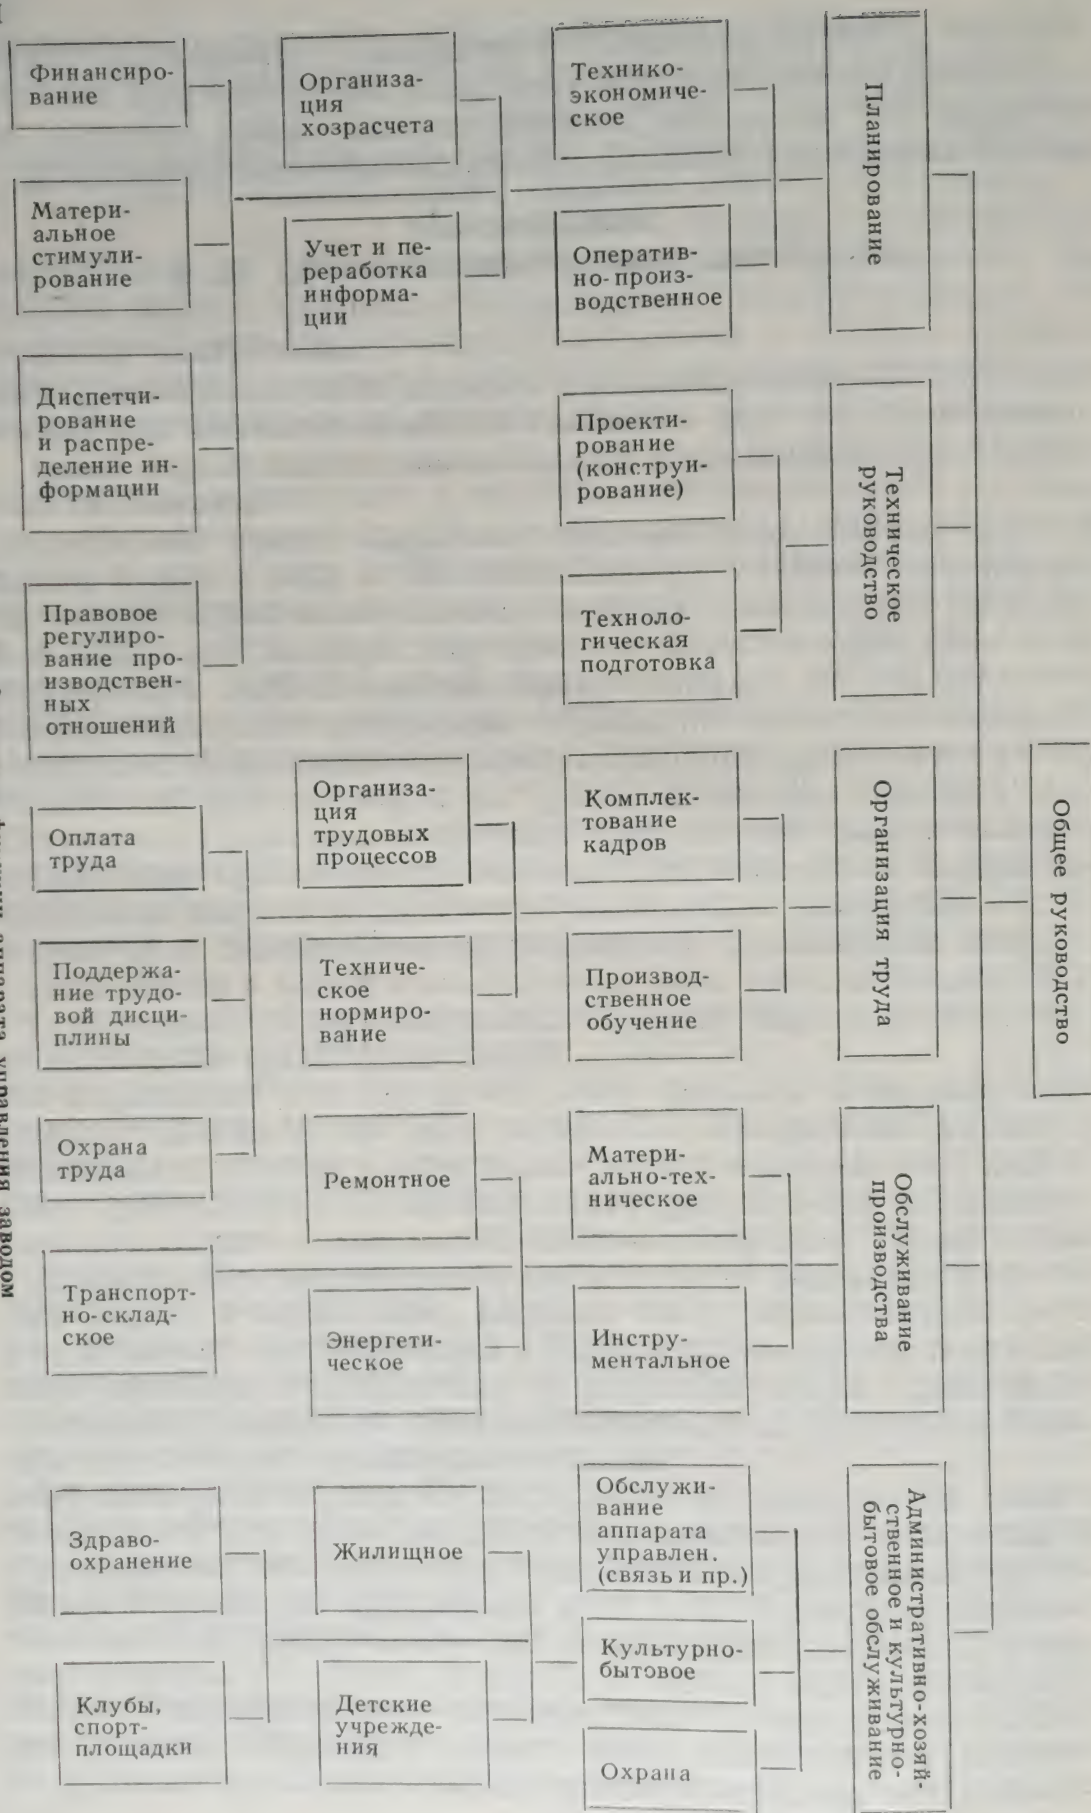 Общее руководство
Планирование
Технико-
экономиче-
ское
Оперативно-
но-произ-
водственное
Организа-
ция
хозрасчета
Учет и пе-
реработка
информа-
ции
Финансиро-
вание
Матери-
альное
стимули-
рование
Диспетчи-
рование
и распре-
деление ин-
формации
Правовое
регулиро-
вание про-
изводствен-
ных
отношений
Техническое
руководство
Проекти-
рование
(конструи-
рование)
Техноло-
гическая
подготовка
Организация труда
Комплек-
тование
кадров
Производ-
ственное
обучение
Организа-
ция
трудовых
процессов
Техниче-
ское
нормиро-
вание
Оплата
труда
Поддержа-
ние трудо-
вой дисци-
плины
Охрана
труда
Обслуживание
производства
Матери-
ально-тех-
ническое
Инстру-
ментальное
Ремонтное
Энергети-
ческое
Транспорт-
но-склад-
ское
Административно-хозяй-
ственное и культурно-
бытовое обслуживание
Обслужи-
вание
аппарата
управлен.
(связь и пр.)
Культурно-
бытовое
Охрана
Жилищное
Детские
учрежде-
ния
Здраво-
охранение
Клубы,
спорт-
площадки
управления заводом